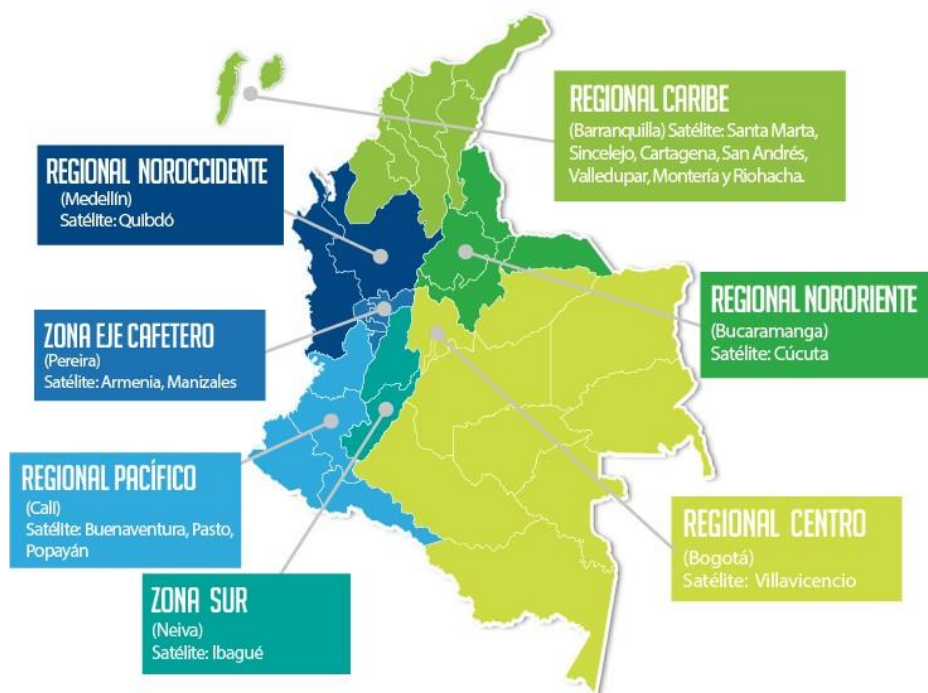 REGIONAL CARIBE
(Barranquilla) Satélite: Santa Marta,
Sincelejo, Cartagena, San Andrés,
Valledupar, Montería y Riohacha.
REGIONAL NOROCCIDENTE
(Medellín)
Satélite: Quibdó
REGIONAL NORORIENTE
(Bucaramanga)
Satélite: Cúcuta
ZONA EJE CAFETERO
(Pereira)
Satélite: Armenia, Manizales
REGIONAL PACÍFICO
(Cali)
Satélite: Buenaventura, Pasto,
Popayán
REGIONAL CENTRO
(Bogotá)
Satélite: Villavicencio
ZONA SUR
(Neiva)
Satélite: Ibagué